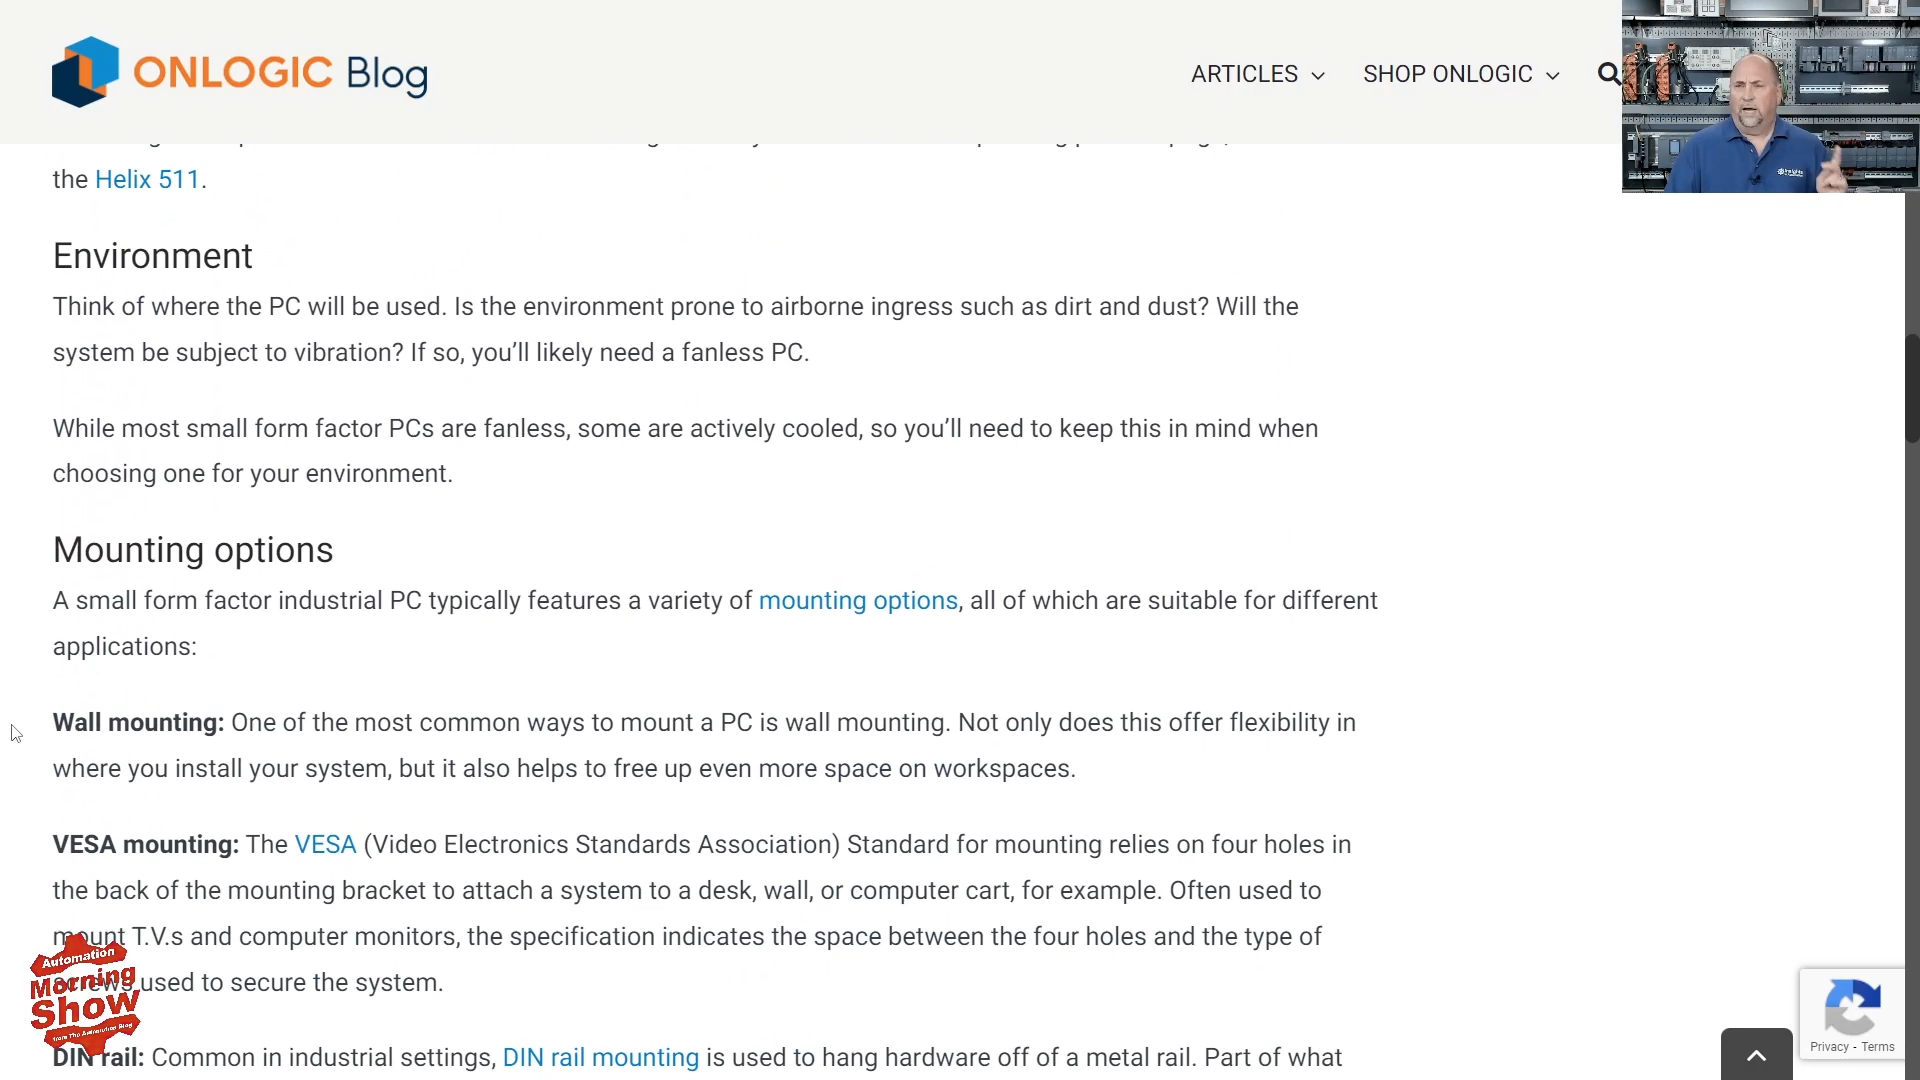 ONLOGIC Blog
ARTICLES
SHOP ONLOGIC
the Helix 511.
Environment
Think of where the PC will be used. Is the environment prone to airborne ingress such as dirt and dust? Will the
system be subject to vibration? If so, you’ll likely need a fanless PC.
While most small form factor PCs are fanless, some are actively cooled, so you’ll need to keep this in mind when
choosing one for your environment.
Mounting options
A small form factor industrial PC typically features a variety of mounting options, all of which are suitable for different
applications:
Wall mounting: One of the most common ways to mount a PC is wall mounting. Not only does this offer flexibility in
where you install your system, but it also helps to free up even more space on workspaces.
VESA mounting: The VESA (Video Electronics Standards Association) Standard for mounting relies on four holes in
the back of the mounting bracket to attach a system to a desk, wall, or computer cart, for example. Often used to
mount T.V.s and computer monitors, the specification indicates the space between the four holes and the type of
screws used to secure the system.
DIN rail: Common in industrial settings, DIN rail mounting is used to hang hardware off of a metal rail. Part of what
Automation
Morning
Show
from The Automation Blog
Privacy - Terms
insights